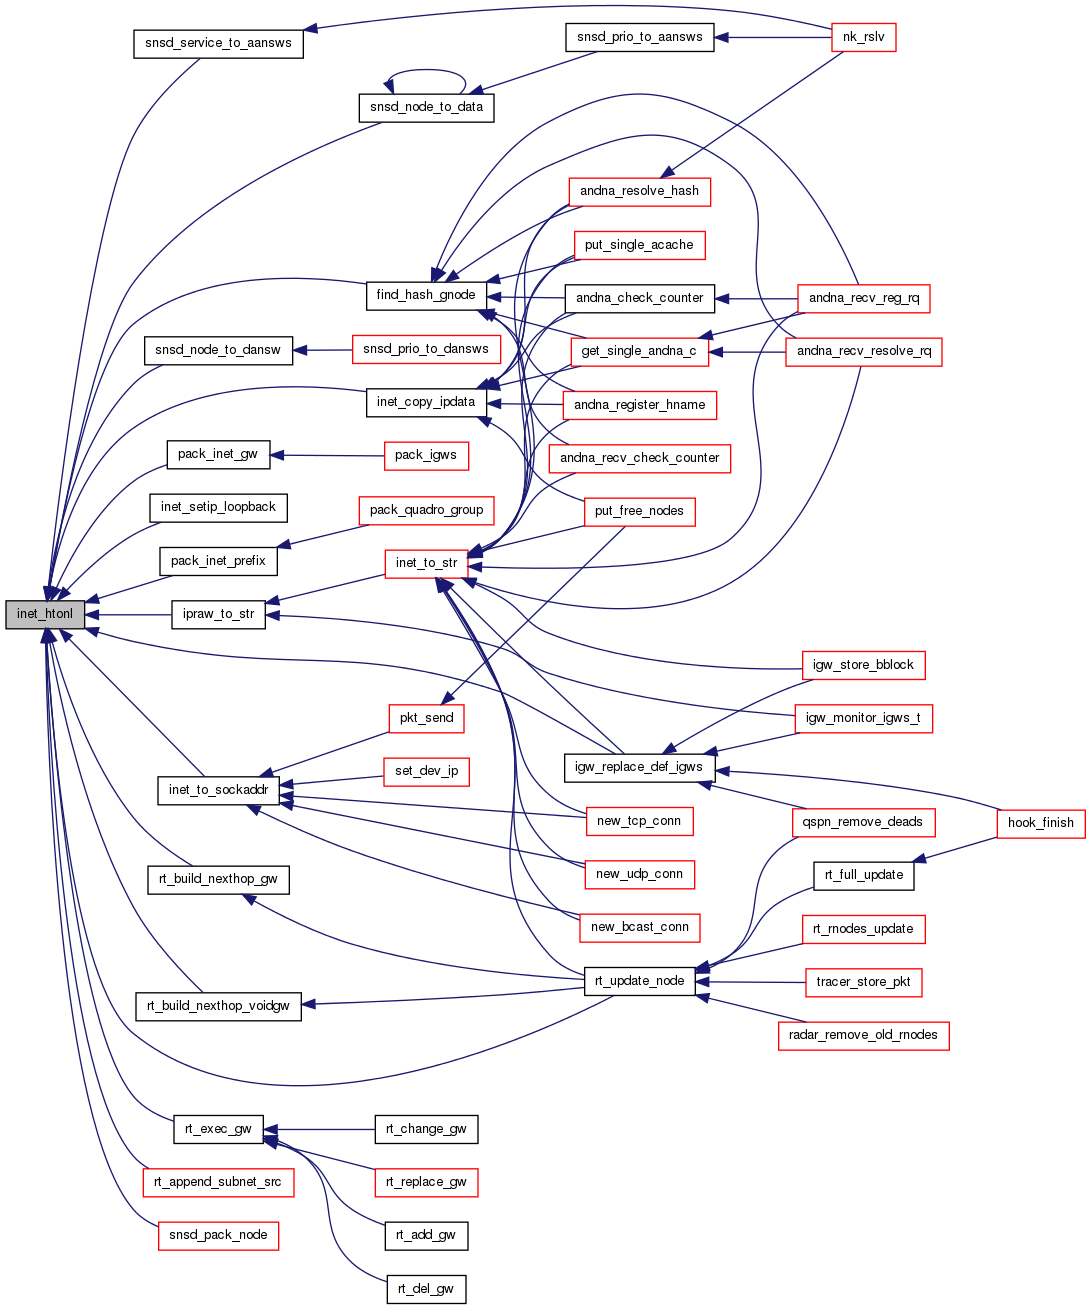 snsd_service_to_aansws
snsd_prio_to_aansws
nk_rslv
snsd_node_to_data
andna_resolve_hash
put_single_acache
find_hash_gnode
andna_check_counter
andna_recv_reg_rq
snsd_node_to_dansw
snsd_prio_to_dansws
get_single_andna_c
andna_recv_resolve_rq
inet_copy_ipdata
andna_register_hname
pack_inet_gw
pack_igws
andna_recv_check_counter
inet_setip_loopback
pack_quadro_group
put_free_nodes
pack_inet_prefix
inet_to_str
inet_htonl
ipraw_to_str
igw_store_bblock
pkt_send
igw_monitor_igws_t
igw_replace_def_igws
set_dev_ip
inet_to_sockaddr
new_tcp_conn
qspn_remove_deads
hook_finish
rt_build_nexthop_gw
new_udp_conn
rt_full_update
new_bcast_conn
rt_rnodes_update
rt_update_node
tracer_store_pkt
rt_build_nexthop_voidgw
radar_remove_old_rnodes
rt_exec_gw
rt_change_gw
rt_append_subnet_src
rt_replace_gw
snsd_pack_node
rt_add_gw
rt_del_gw